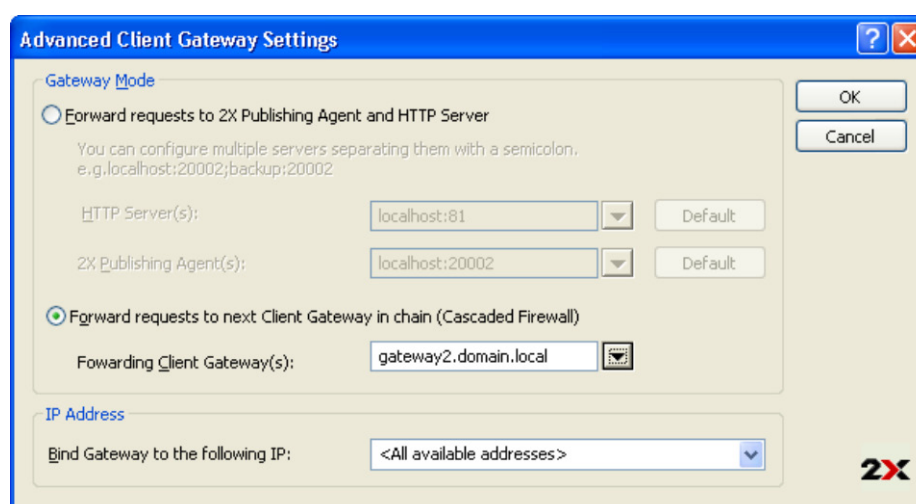 Advanced Client Gateway Settings
Gateway Mode
Forward requests to 2X Publishing Agent and HTTP Server
You can configure multiple servers separating them with a semicolon.
e.g.localhost:20002;backup:20002
HTTP Server(s):
localhost:81
Default
2X Publishing Agent(s):
localhost:20002
Default
Forward requests to next Client Gateway in chain (Cascaded Firewall)
Fowarding Client Gateway(s):
gateway2.domain.local
IP Address
Bind Gateway to the following IP:
<All available addresses>
OK
Cancel
2X